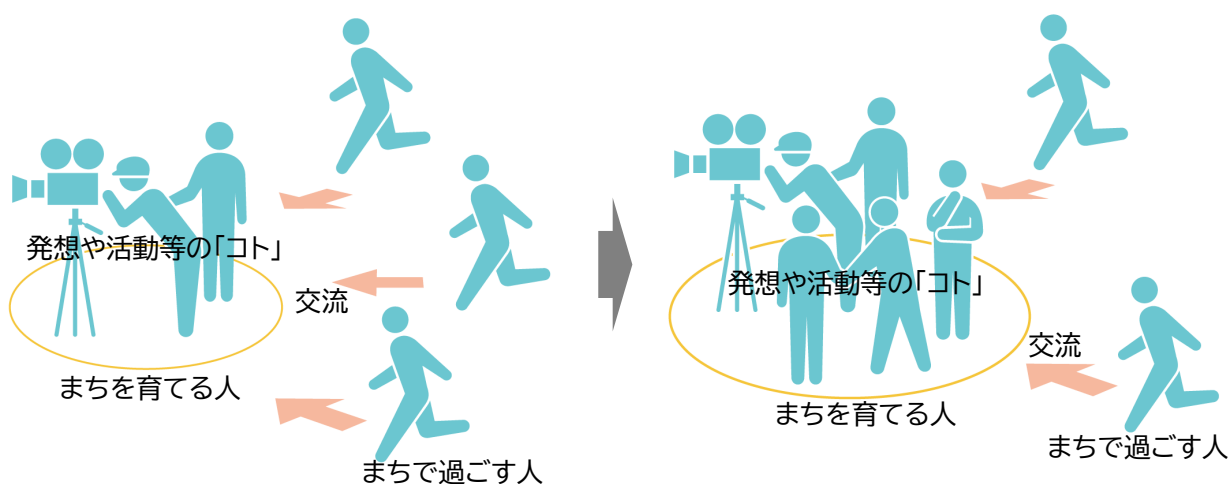 発想や活動等の「コト」
交流
まちを育てる人
まちで過ごす人
発想や活動等の「コト」
交流
まちを育てる人
まちで過ごす人